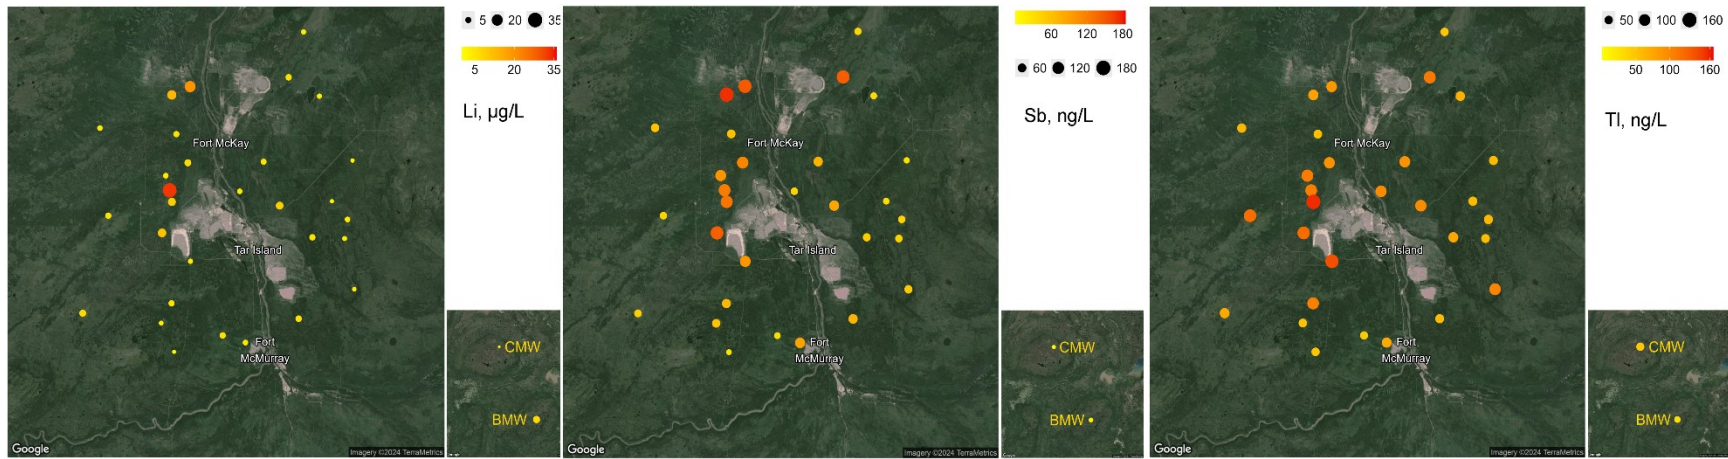 5 20 35
5 20 35
Li, µg/L
Fort McKay
Tar Island
Fort
McMurray
CMW
BMW
Google
Imagery ©2024 TerraMetrics
60 120 180
60 120 180
Sb, ng/L
Fort McKay
Tar Island
Fort
McMurray
CMW
BMW
Google
Imagery ©2024 TerraMetrics
50 100 160
50 100 160
Tl, ng/L
Fort McKay
Tar Island
Fort
McMurray
CMW
BMW
Google
Imagery ©2024 TerraMetrics